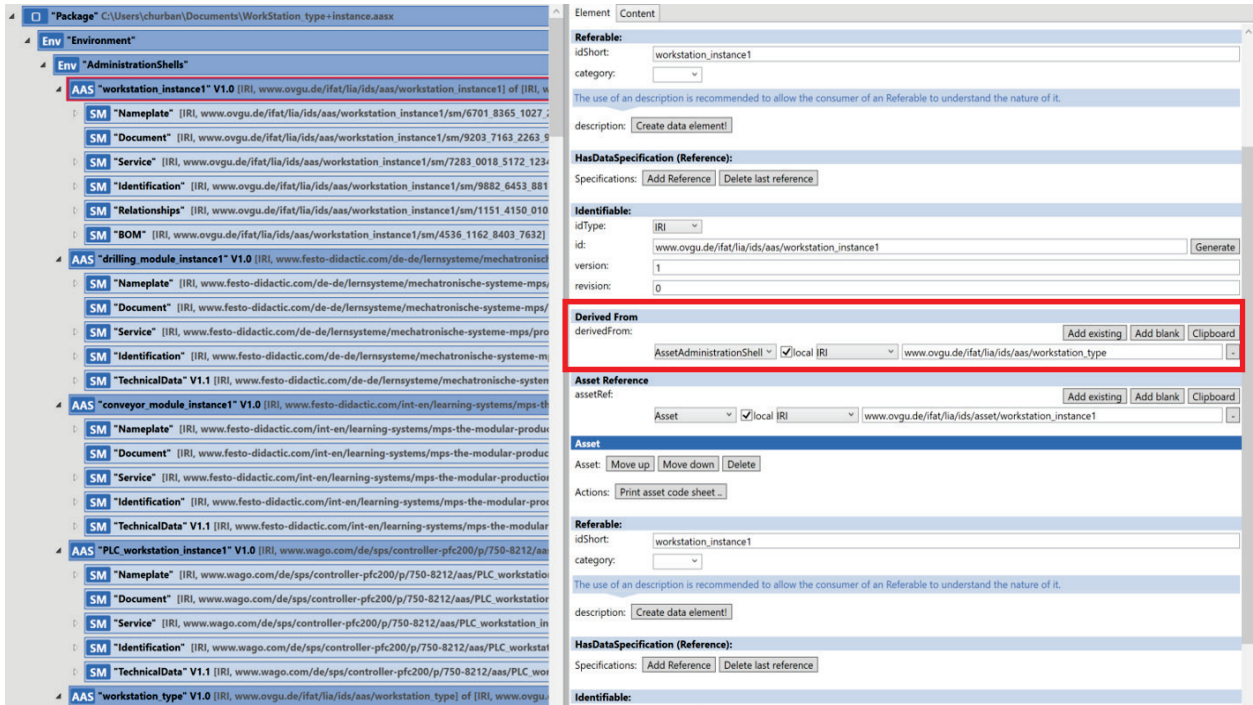 "Package" C:\Users\churban\Documents\WorkStation_type+instance.aasx
Env "Environment"
Env "AdministrationShells"
AAS "workstation_instance1" V1.0 [IRI, www.ovgu.de/ifat/lia/ids/aas/workstation_instance1] of [IRI, w
SM "Nameplate" [IRI, www.ovgu.de/ifat/lia/ids/aas/workstation_instance1/sm/6701_8365_1027_
SM "Document" [IRI, www.ovgu.de/ifat/lia/ids/aas/workstation_instance1/sm/9203_7163_2263_9
SM "Service" [IRI, www.ovgu.de/ifat/lia/ids/aas/workstation_instance1/sm/7283_0018_5172_123
SM "Identification" [IRI, www.ovgu.de/ifat/lia/ids/aas/workstation_instance1/sm/9882_6453_881
SM "Relationships" [IRI, www.ovgu.de/ifat/lia/ids/aas/workstation_instance1/sm/1151_4150_010
SM "BOM" [IRI, www.ovgu.de/ifat/lia/ids/aas/workstation_instance1/sm/4536_1162_8403_7632]
AAS "drilling_module_instance1" V1.0 [IRI, www.festo-didactic.com/de-de/lernsysteme/mechatronisch
SM "Nameplate" [IRI, www.festo-didactic.com/de-de/lernsysteme/mechatronische-systeme-mps/
SM "Document" [IRI, www.festo-didactic.com/de-de/lernsysteme/mechatronische-systeme-mps/
SM "Service" [IRI, www.festo-didactic.com/de-de/lernsysteme/mechatronische-systeme-mps/pro
SM "Identification" [IRI, www.festo-didactic.com/de-de/lernsysteme/mechatronische-systeme-m
SM "TechnicalData" V1.1 [IRI, www.festo-didactic.com/de-de/lernsysteme/mechatronische-system
AAS "conveyor_module_instance1" V1.0 [IRI, www.festo-didactic.com/int-en/learning-systems/mps-th
SM "Nameplate" [IRI, www.festo-didactic.com/int-en/learning-systems/mps-the-modular-produc
SM "Document" [IRI, www.festo-didactic.com/int-en/learning-systems/mps-the-modular-produc
SM "Service" [IRI, www.festo-didactic.com/int-en/learning-systems/mps-the-modular-production
SM "Identification" [IRI, www.festo-didactic.com/int-en/learning-systems/mps-the-modular-proc
SM "TechnicalData" V1.1 [IRI, www.festo-didactic.com/int-en/learning-systems/mps-the-modular
AAS "PLC_workstation_instance1" V1.0 [IRI, www.wago.com/de/sps/controller-pfc200/p/750-8212/aa
SM "Nameplate" [IRI, www.wago.com/de/sps/controller-pfc200/p/750-8212/aas/PLC_workstatio
SM "Document" [IRI, www.wago.com/de/sps/controller-pfc200/p/750-8212/aas/PLC_workstation
SM "Service" [IRI, www.wago.com/de/sps/controller-pfc200/p/750-8212/aas/PLC_workstation_in
SM "Identification" [IRI, www.wago.com/de/sps/controller-pfc200/p/750-8212/aas/PLC_workstat
SM "TechnicalData" V1.1 [IRI, www.wago.com/de/sps/controller-pfc200/p/750-8212/aas/PLC_wor
AAS "workstation_type" V1.0 [IRI, www.ovgu.de/ifat/lia/ids/aas/workstation_type] of [IRI, www.ovgu.
Element Content
Referable:
idShort: workstation_instance1
category:
The use of an description is recommended to allow the consumer of an Referable to understand the nature of it.
description: Create data element!
HasDataSpecification (Reference):
Specifications: Add Reference Delete last reference
Identifiable:
idType: IRI
id: www.ovgu.de/ifat/lia/ids/aas/workstation_instance1 Generate
version: 1
revision: 0
Derived From
derivedFrom: Add existing Add blank Clipboard
AssetAdministrationShell local IRI www.ovgu.de/ifat/lia/ids/aas/workstation_type -
Asset Reference
assetRef: Add existing Add blank Clipboard
Asset local IRI www.ovgu.de/ifat/lia/ids/asset/workstation_instance1 -
Asset
Asset: Move up Move down Delete
Actions: Print asset code sheet ..
Referable:
idShort: workstation_instance1
category:
The use of an description is recommended to allow the consumer of an Referable to understand the nature of it.
description: Create data element!
HasDataSpecification (Reference):
Specifications: Add Reference Delete last reference
Identifiable: